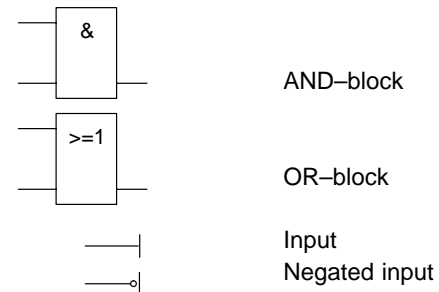 &
AND–block
>=1
OR–block
Input
Negated input